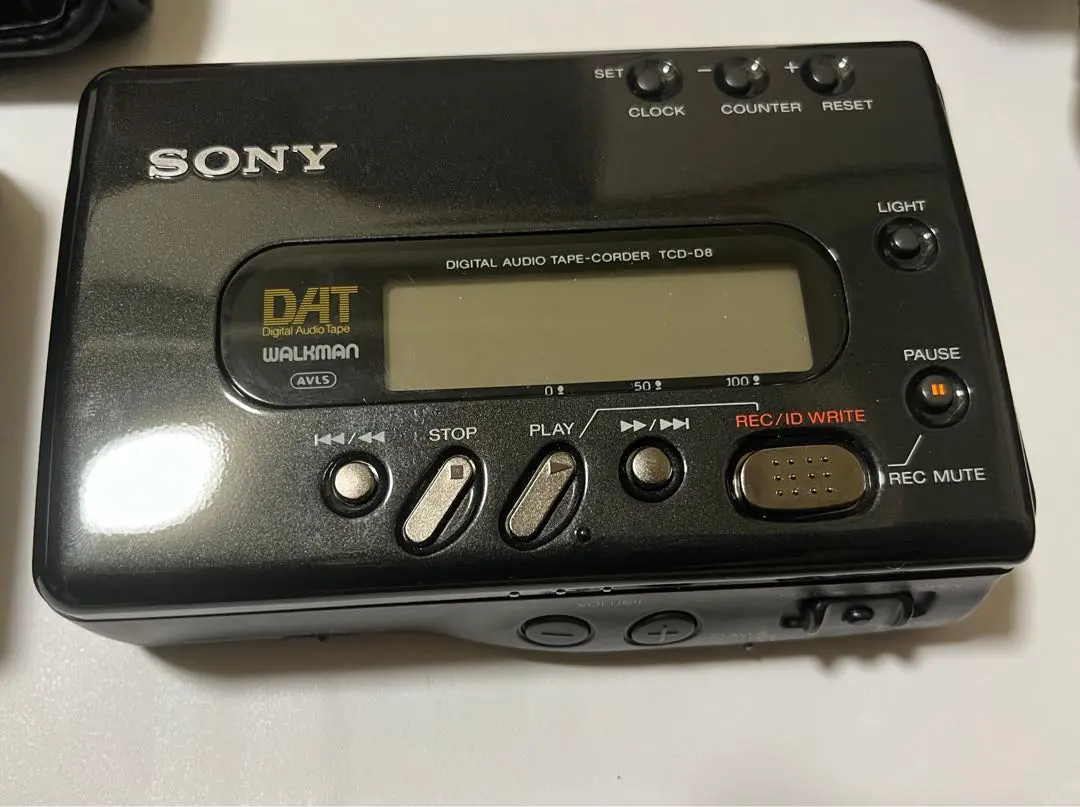 SET − +
CLOCK COUNTER RESET
SONY
LIGHT
DIGITAL AUDIO TAPE-CORDER TCD-D8
DAT
Digital Audio Tape
WALKMAN
AVLS
0 50 100
PAUSE
⏮/⏪ STOP PLAY ⏩/⏭ REC/ID WRITE
REC MUTE
VOLUME
− +